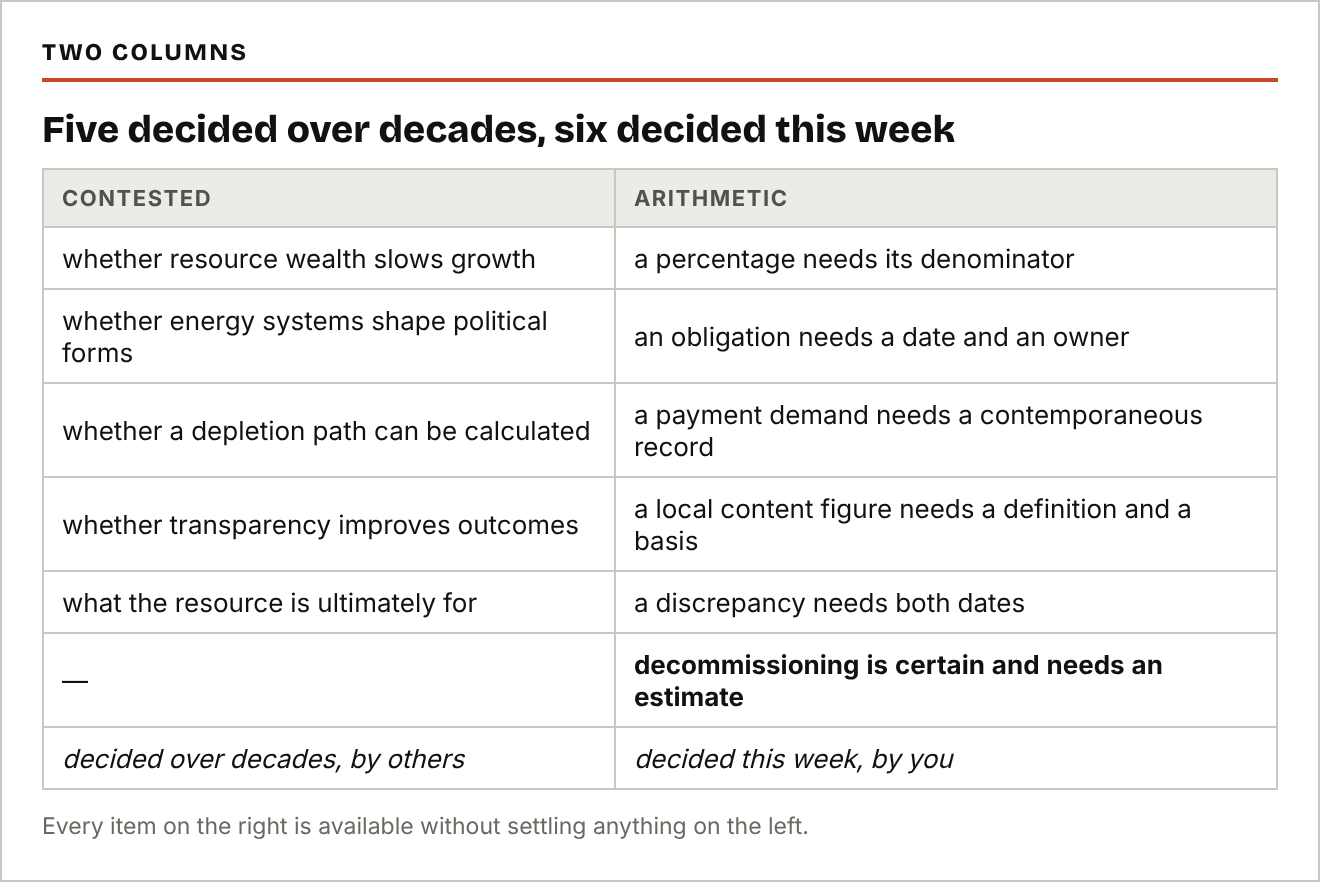 TWO COLUMNS
Five decided over decades, six decided this week
CONTESTED
ARITHMETIC
whether resource wealth slows growth
a percentage needs its denominator
whether energy systems shape political
forms
an obligation needs a date and an owner
whether a depletion path can be calculated
a payment demand needs a contemporaneous
record
whether transparency improves outcomes
a local content figure needs a definition and a
basis
what the resource is ultimately for
a discrepancy needs both dates
—
decommissioning is certain and needs an
estimate
decided over decades, by others
decided this week, by you
Every item on the right is available without settling anything on the left.